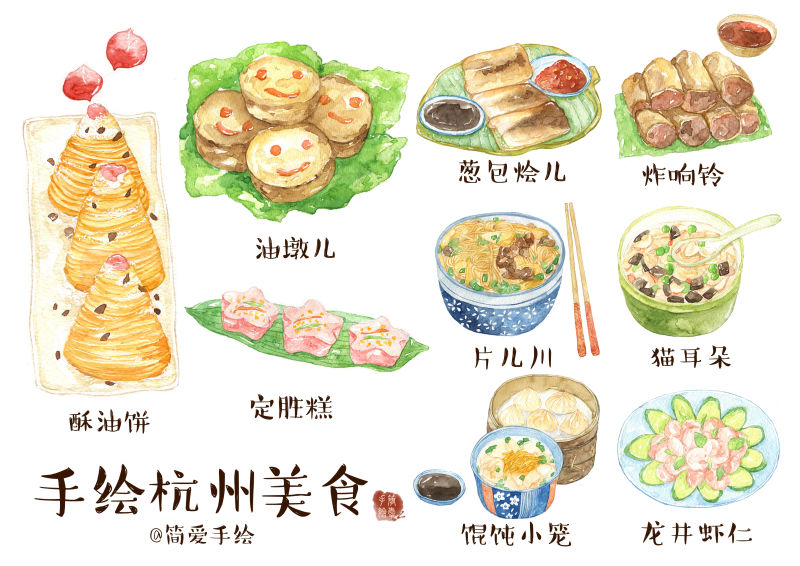 葱包烩儿
炸响铃
油墩儿
片儿川
猫耳朵
定胜糕
酥油饼
馄饨小笼
龙井虾仁
手绘杭州美食
@简爱手绘